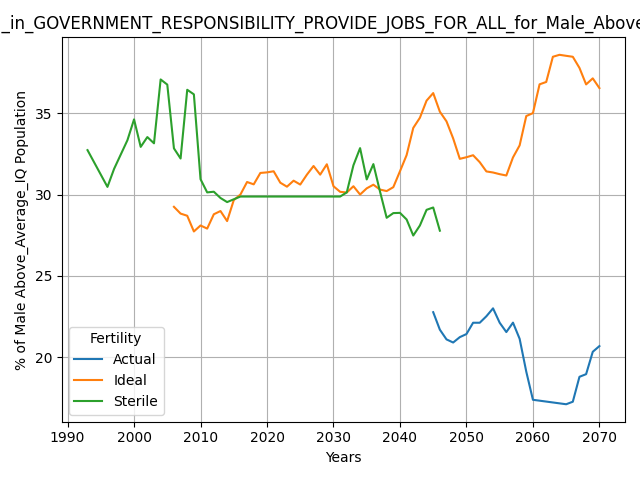 _in_GOVERNMENT_RESPONSIBILITY_PROVIDE_JOBS_FOR_ALL_for_Male_Above
% of Male Above_Average_IQ Population
35
30
25
20
Fertility
Actual
Ideal
Sterile
1990 2000 2010 2020 2030 2040 2050 2060 2070
Years